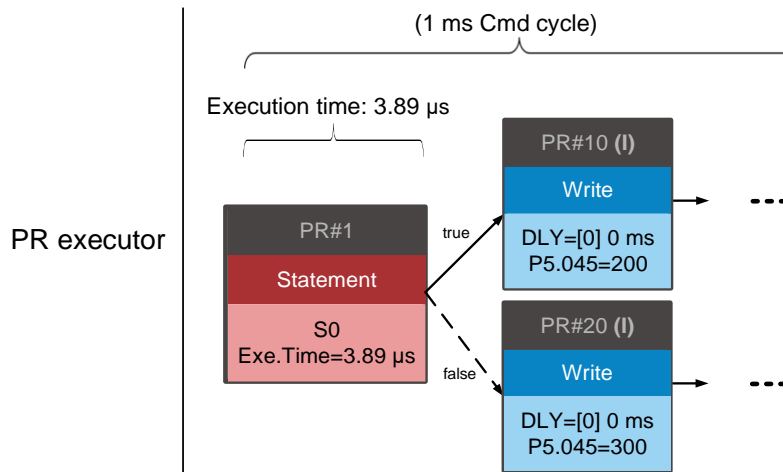 (1 ms Cmd cycle)
Execution time: 3.89 µs
PR executor
PR#1
Statement
S0
Exe.Time=3.89 µs
true
false
PR#10 (I)
Write
DLY=[0] 0 ms
P5.045=200
PR#20 (I)
Write
DLY=[0] 0 ms
P5.045=300